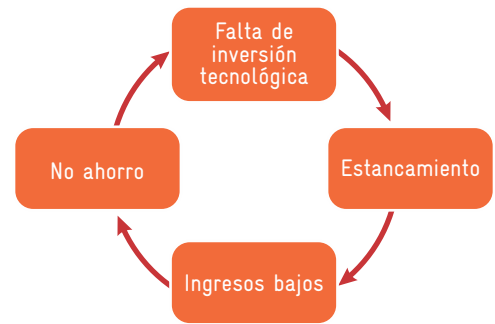 Falta de
inversión
tecnológica
Estancamiento
Ingresos bajos
No ahorro